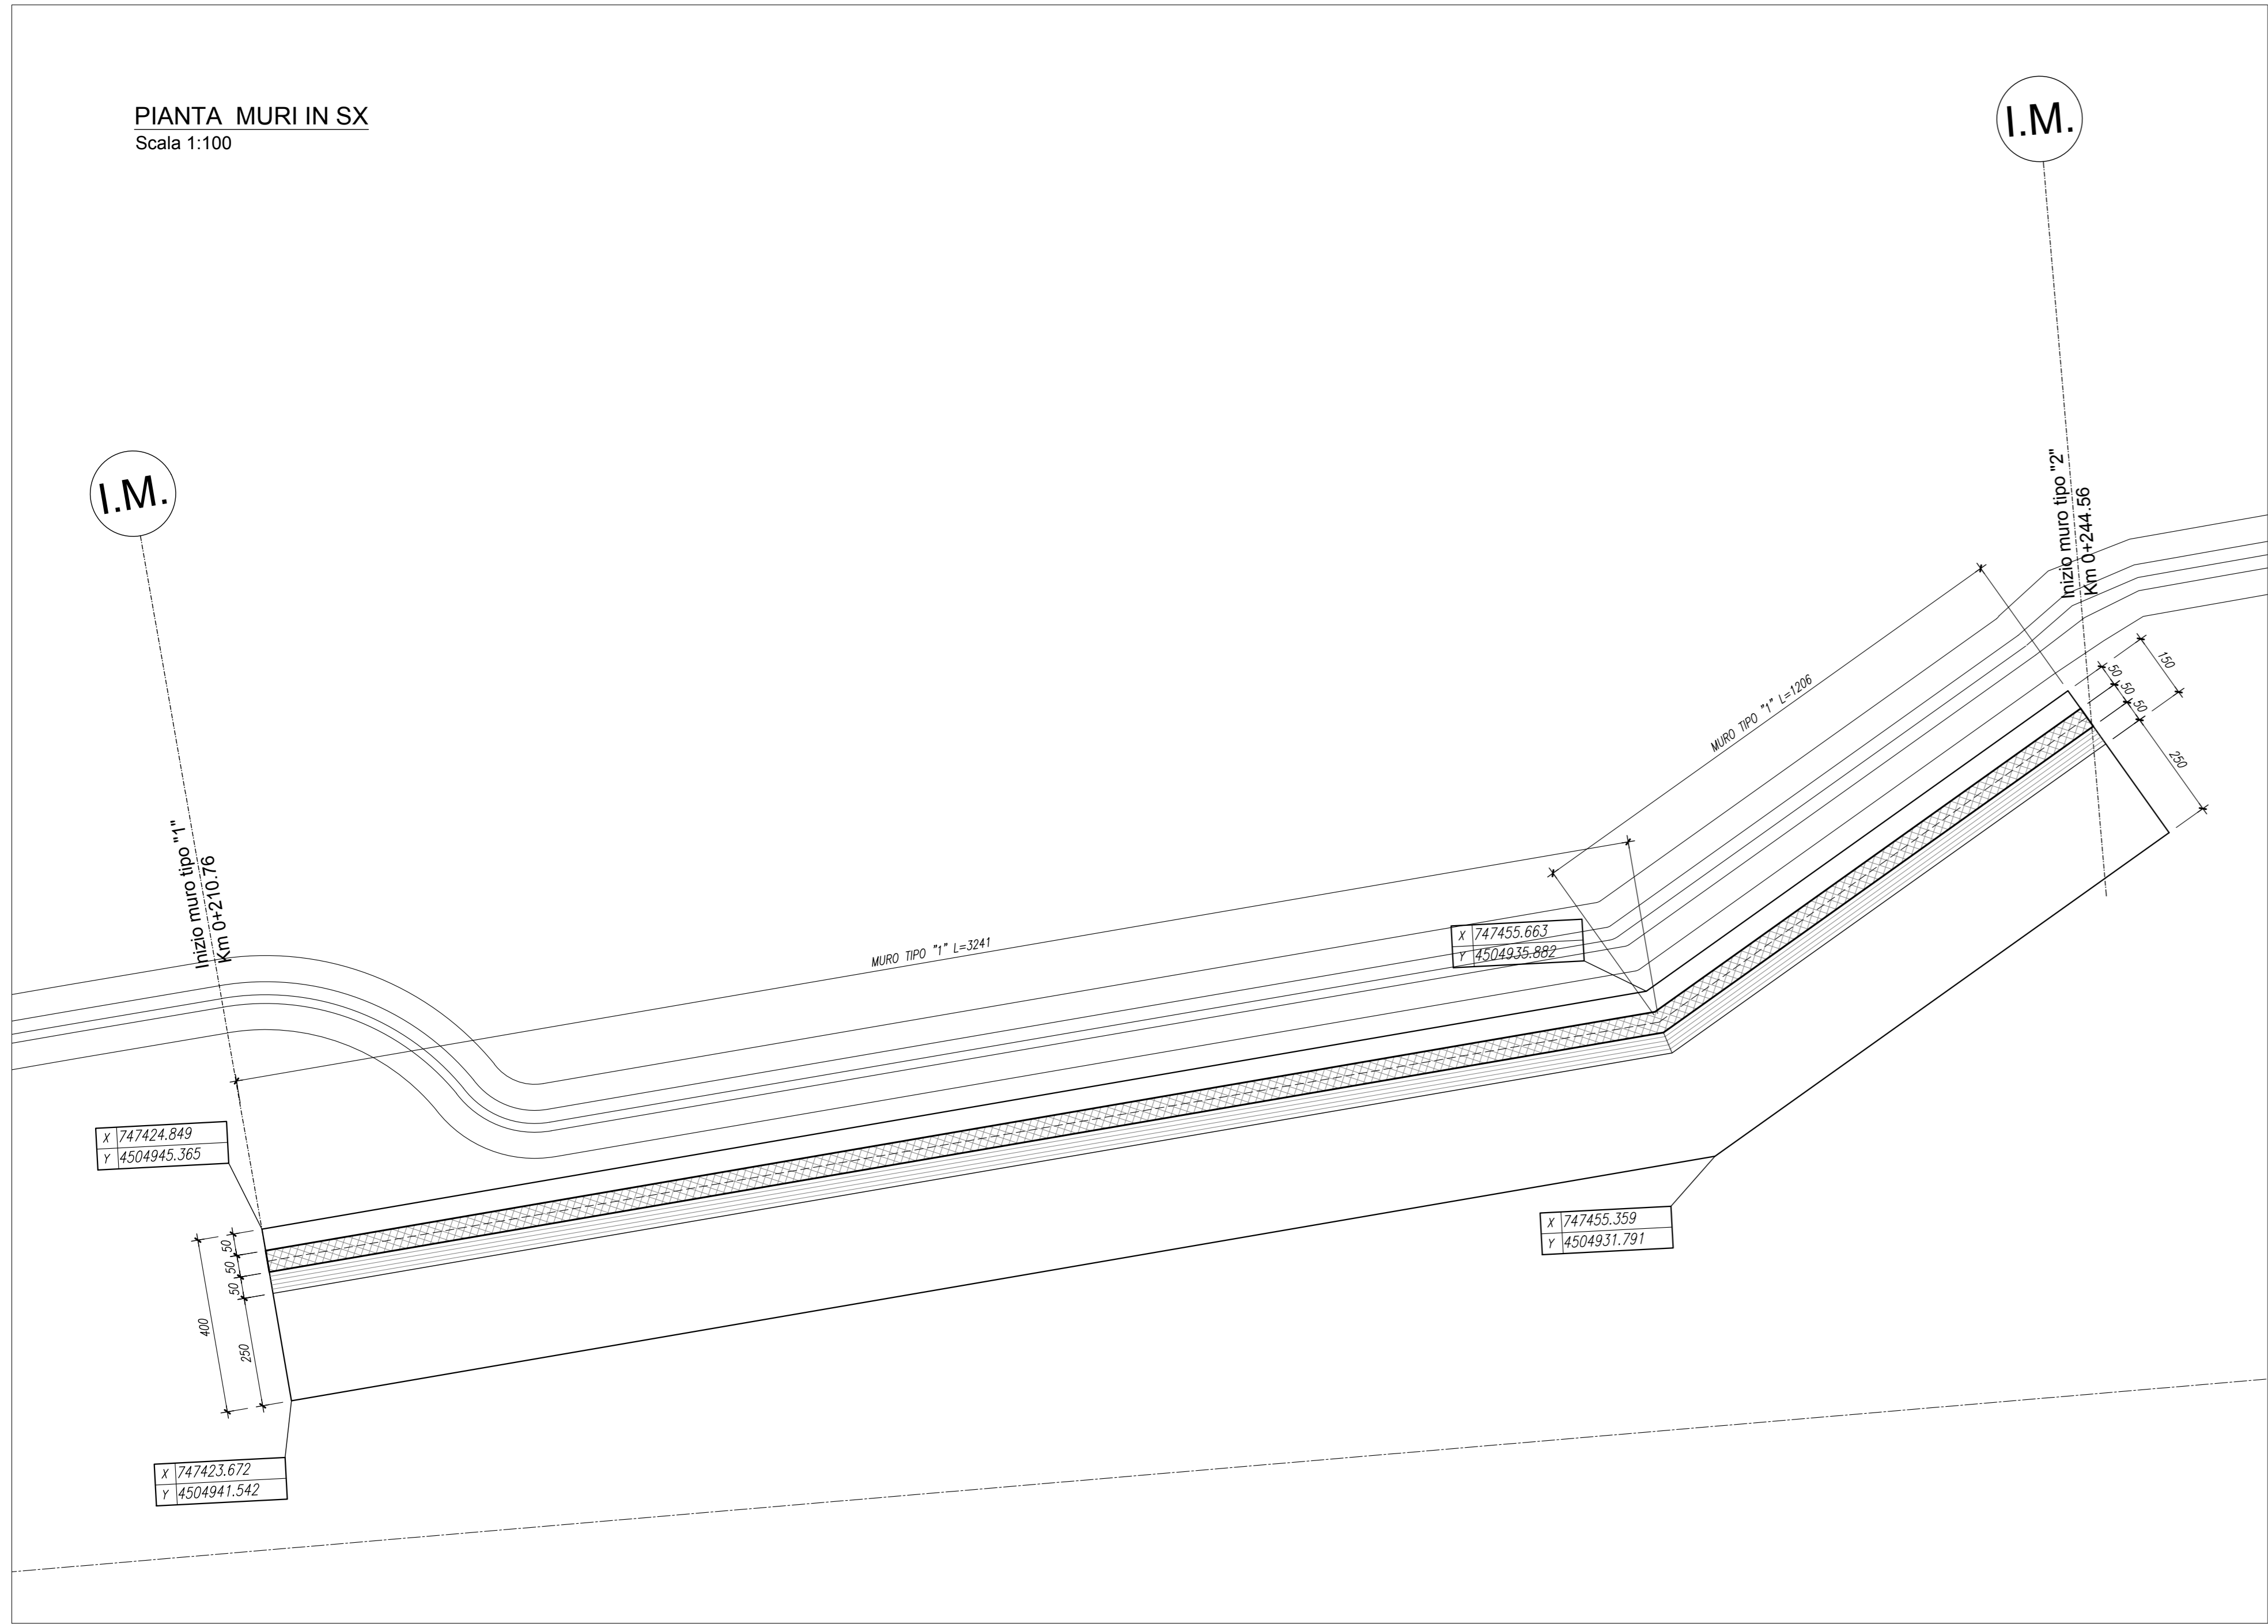 PIANTA  MURI IN SX
Scala 1:100
I.M.
Inizio muro tipo "2"
Km 0+244.56
I.M.
Inizio muro tipo "1"
Km 0+210.76
MURO TIPO "1" L=1206
150
50
50
50
250
MURO TIPO "1" L=3241
X 747455.663
Y 4504935.882
X 747424.849
Y 4504945.365
50
50
50
400
250
X 747455.359
Y 4504931.791
X 747423.672
Y 4504941.542